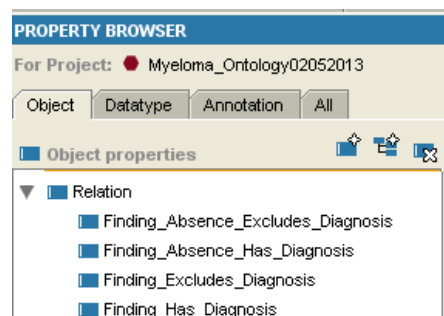 PROPERTY BROWSER
For Project: Myeloma_Ontology02052013
Object Datatype Annotation All
Object properties
Relation
Finding_Absence_Excludes_Diagnosis
Finding_Absence_Has_Diagnosis
Finding_Excludes_Diagnosis
Finding_Has_Diagnosis